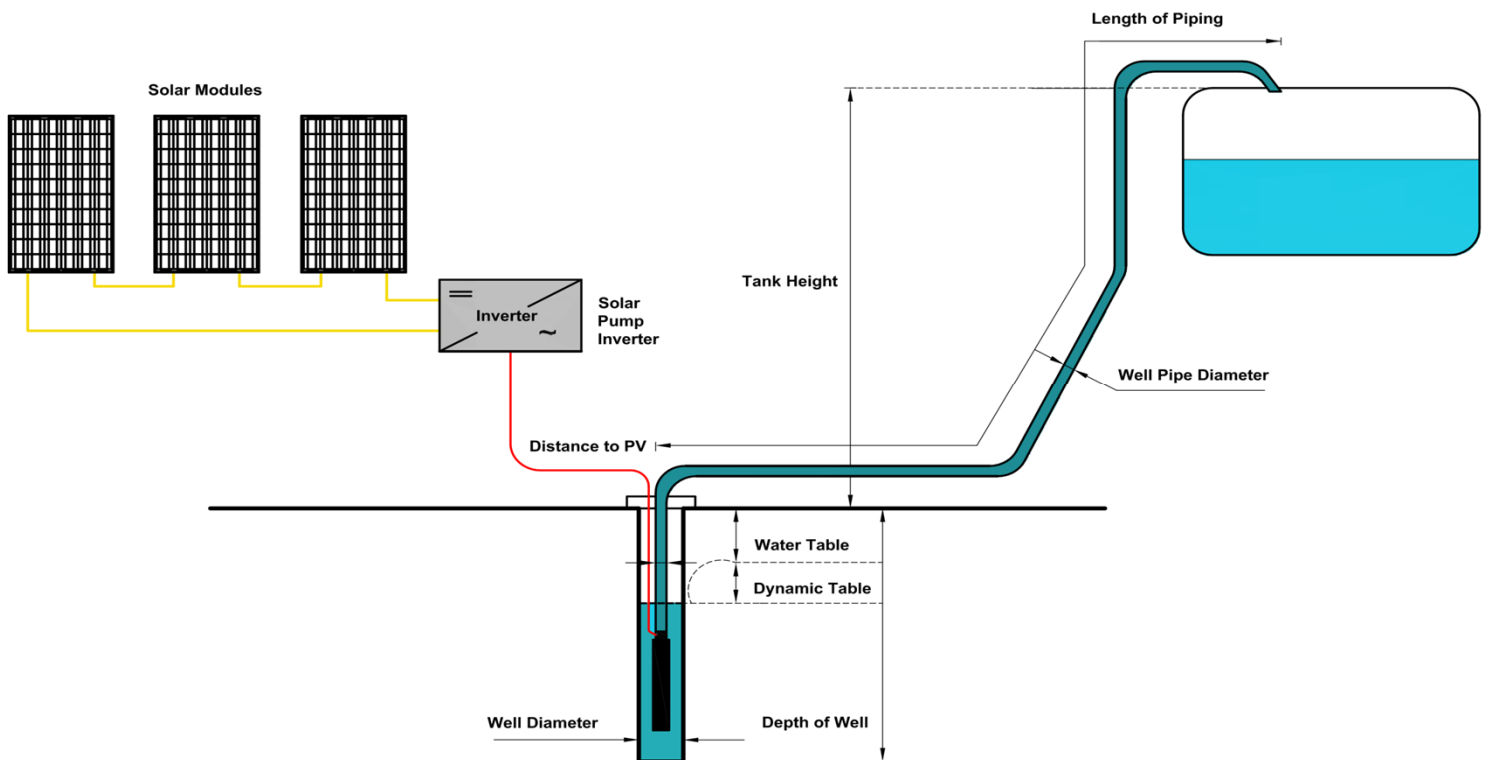 Length of Piping
Solar Modules
Tank Height
Inverter
Solar
Pump
Inverter
Well Pipe Diameter
Distance to PV
Water Table
Dynamic Table
Well Diameter
Depth of Well